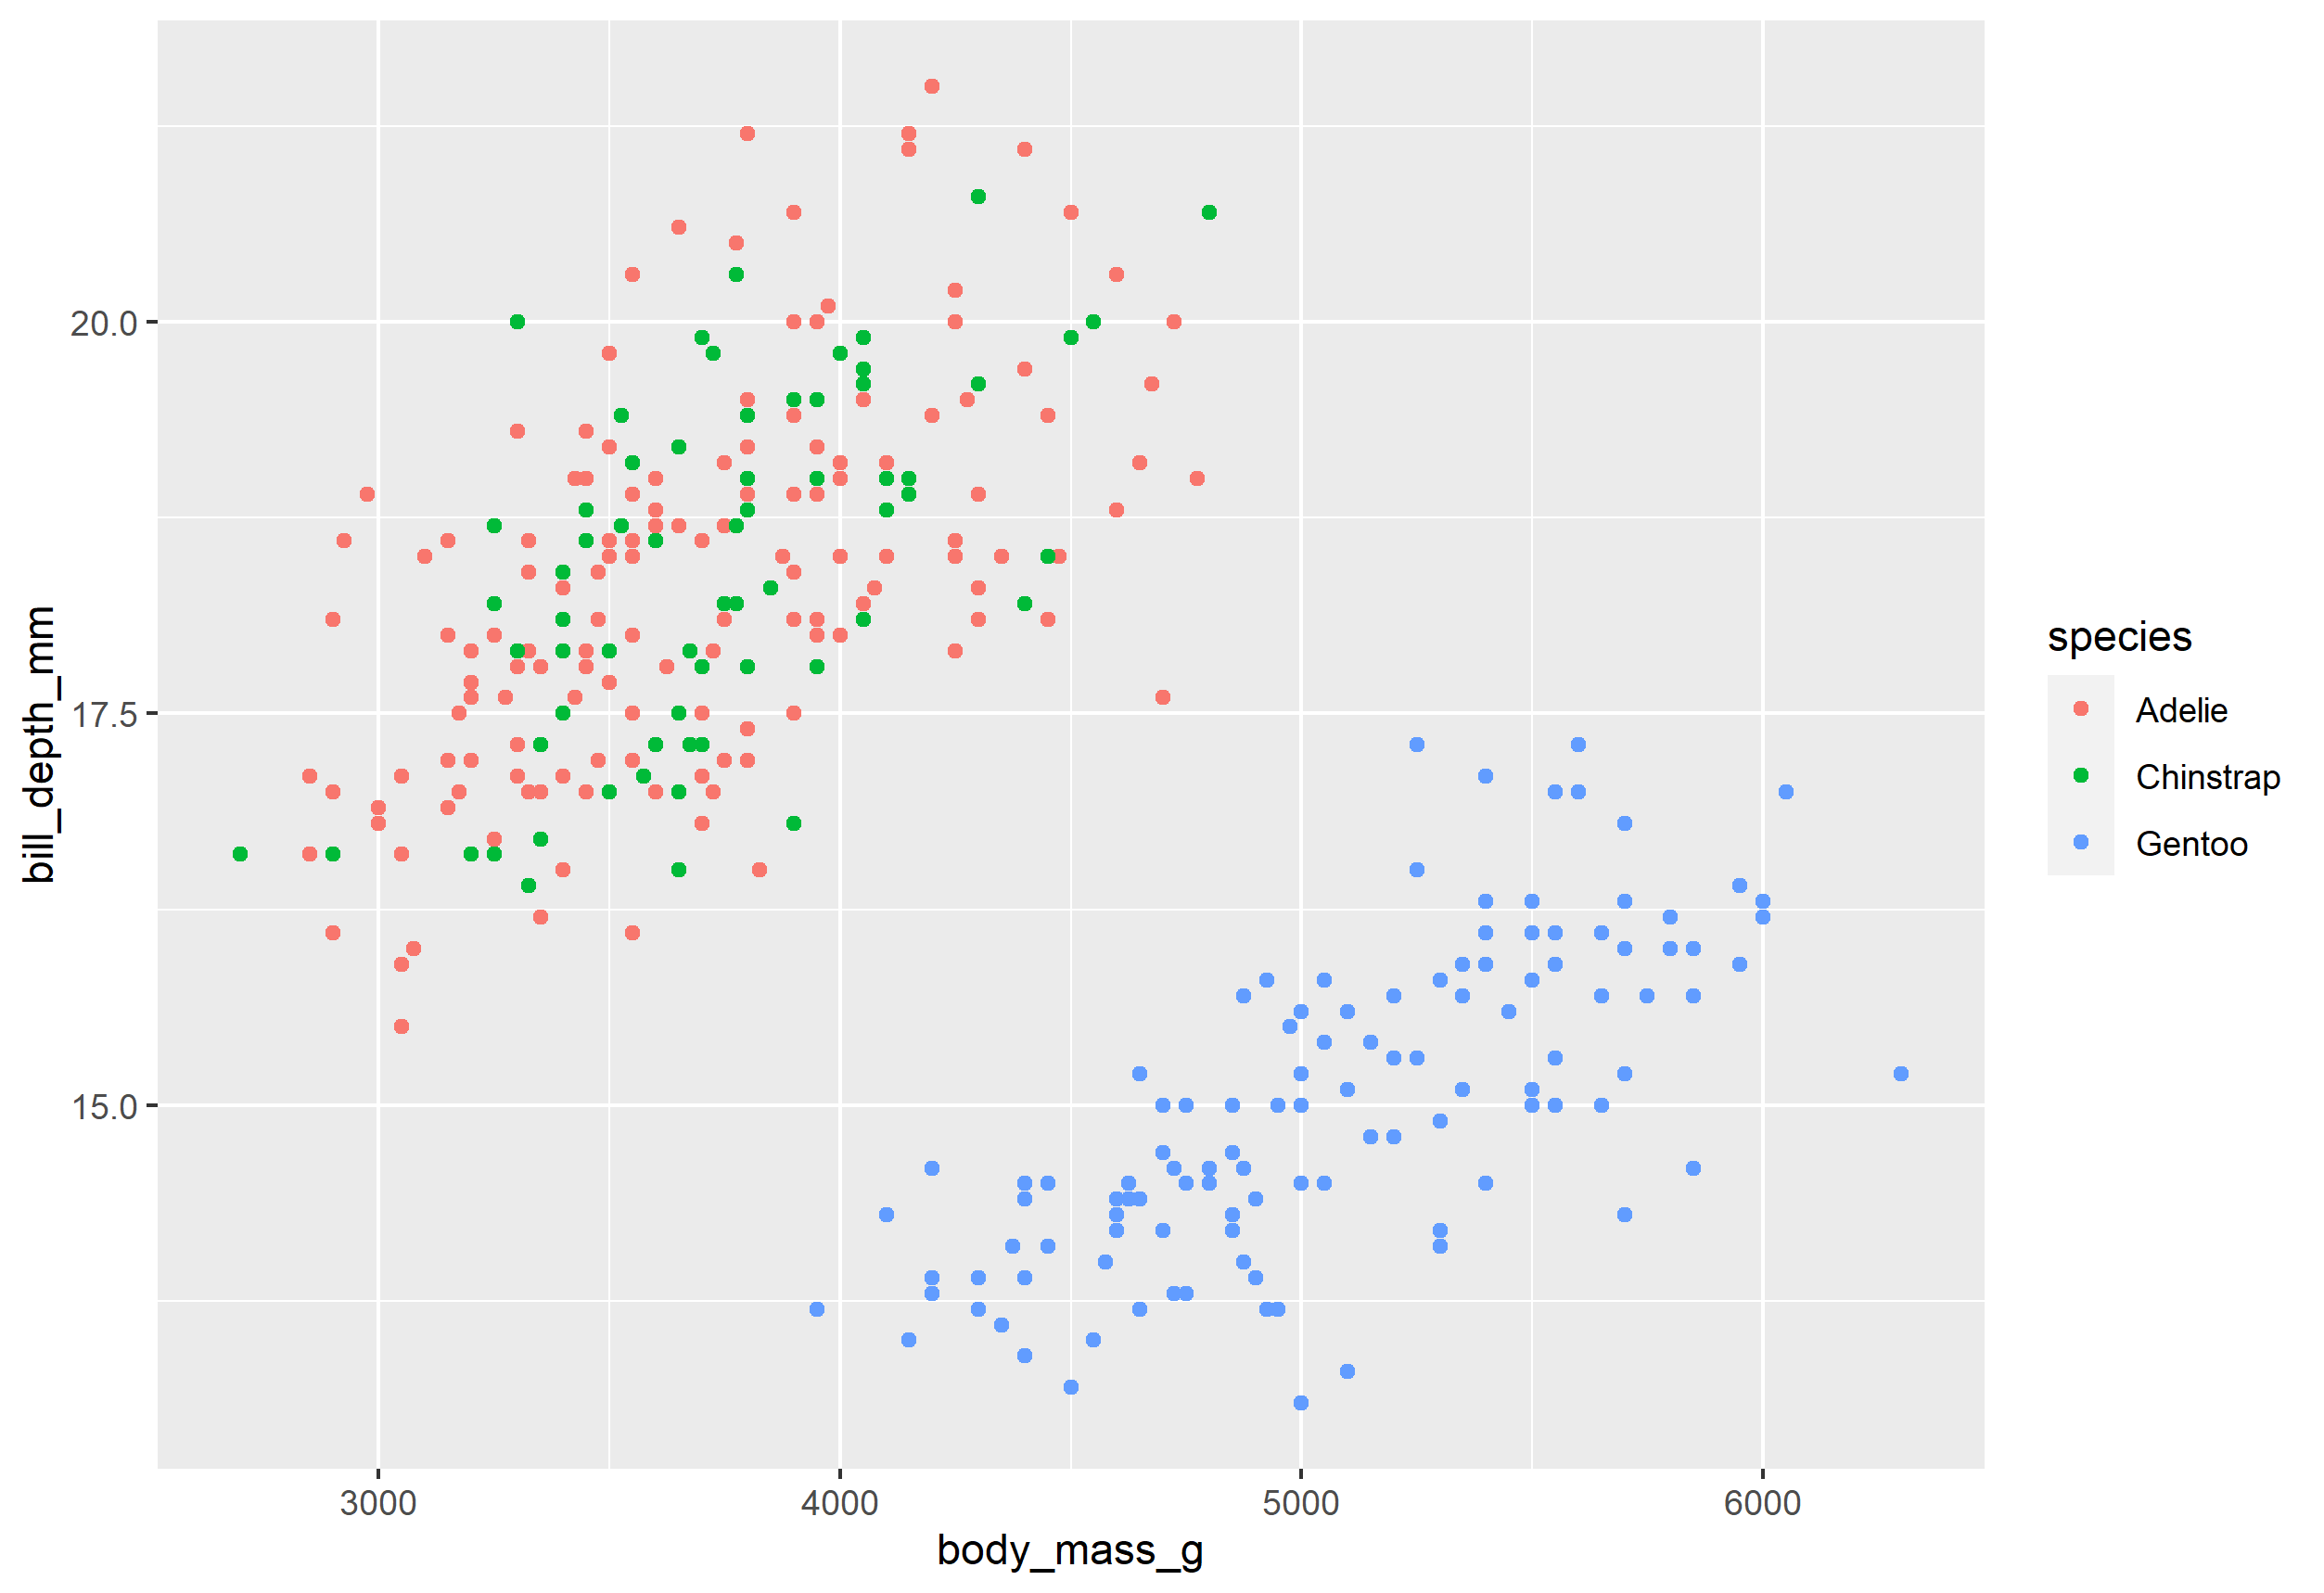 20.0
17.5
15.0
bill_depth_mm
3000 4000 5000 6000
body_mass_g
species
Adelie
Chinstrap
Gentoo